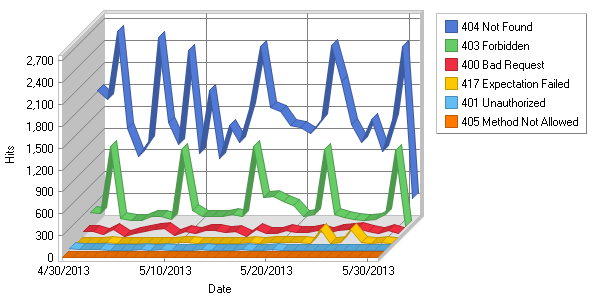 404 Not Found
403 Forbidden
400 Bad Request
417 Expectation Failed
401 Unauthorized
405 Method Not Allowed
Hits
2,700
2,400
2,100
1,800
1,500
1,200
900
600
300
0
4/30/2013
5/10/2013
5/20/2013
5/30/2013
Date